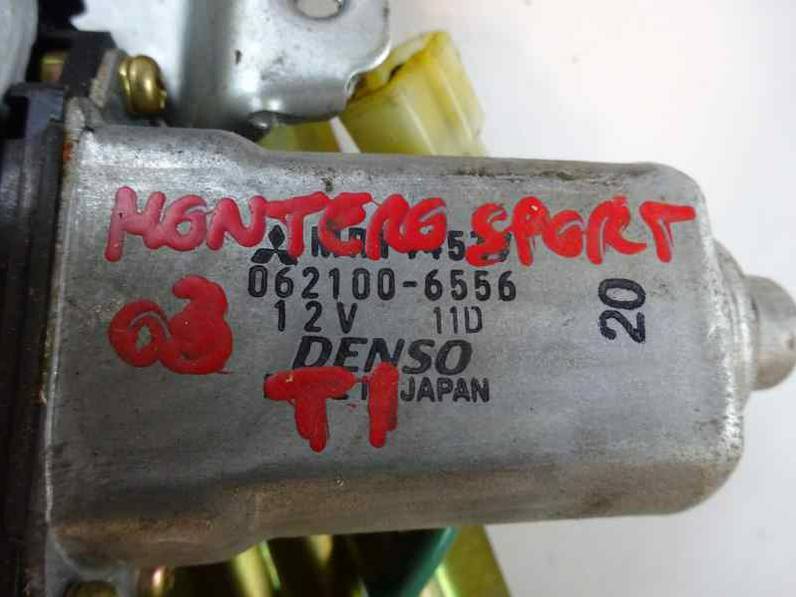 MONTERO SPORT
062100-6556
12V 11D
20
03
DENSO
JAPAN
T1